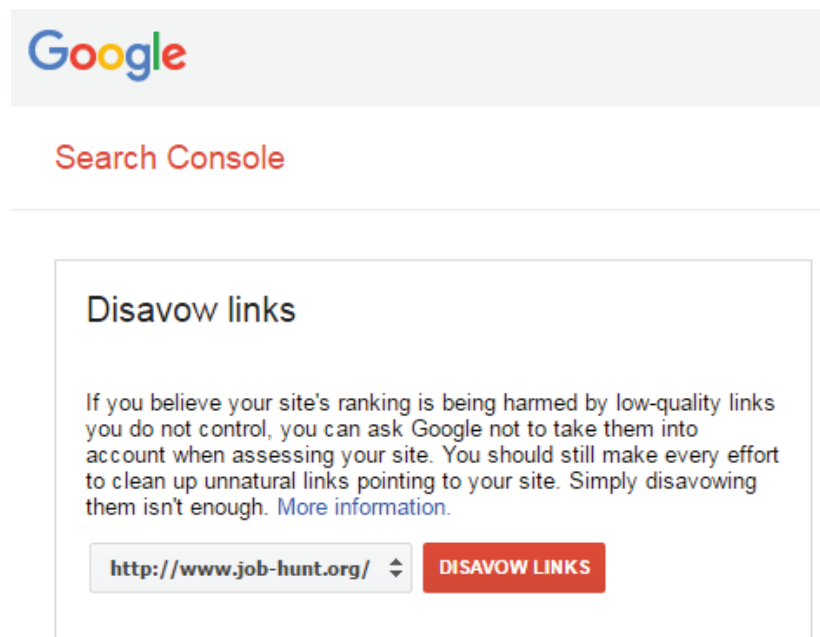 Google
Search Console
Disavow links
If you believe your site's ranking is being harmed by low-quality links
you do not control, you can ask Google not to take them into
account when assessing your site. You should still make every effort
to clean up unnatural links pointing to your site. Simply disavowing
them isn't enough. More information.
http://www.job-hunt.org/ DISAVOW LINKS